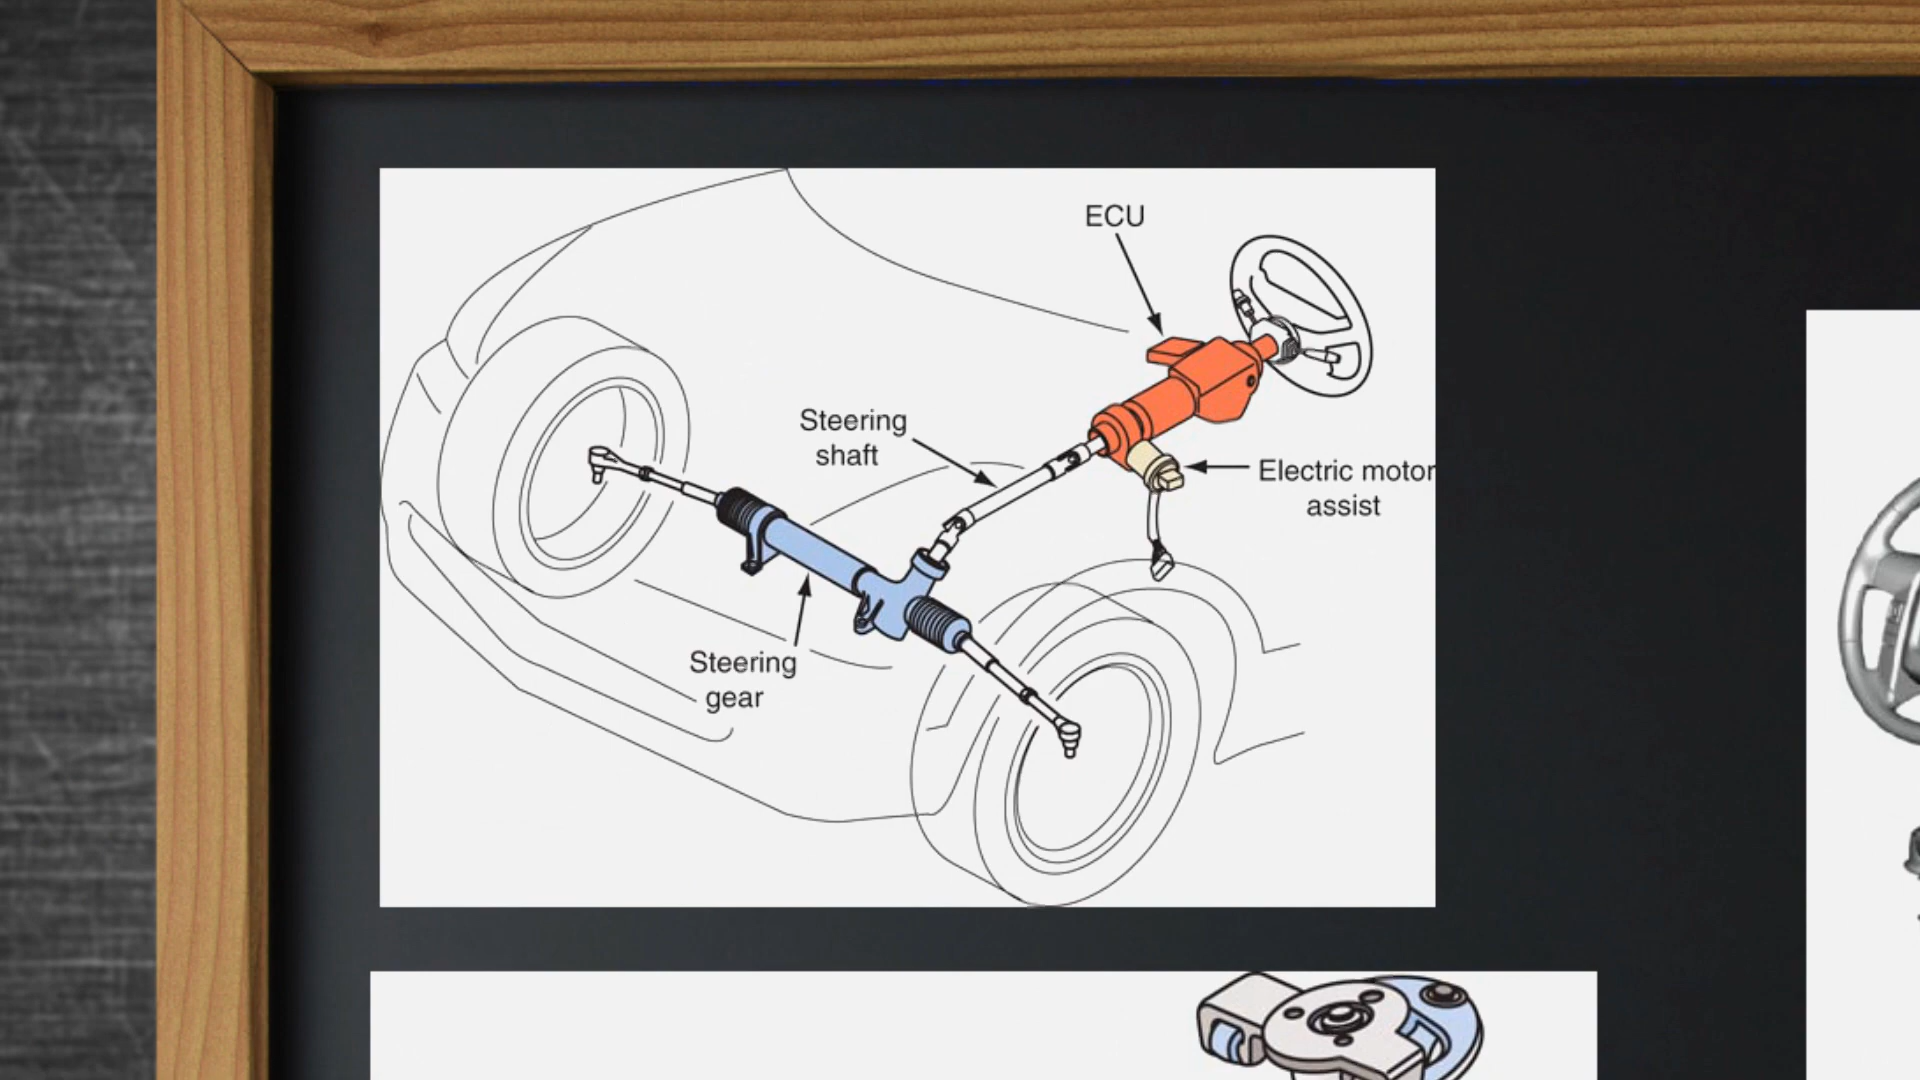 ECU
Steering
shaft
Electric motor
assist
Steering
gear